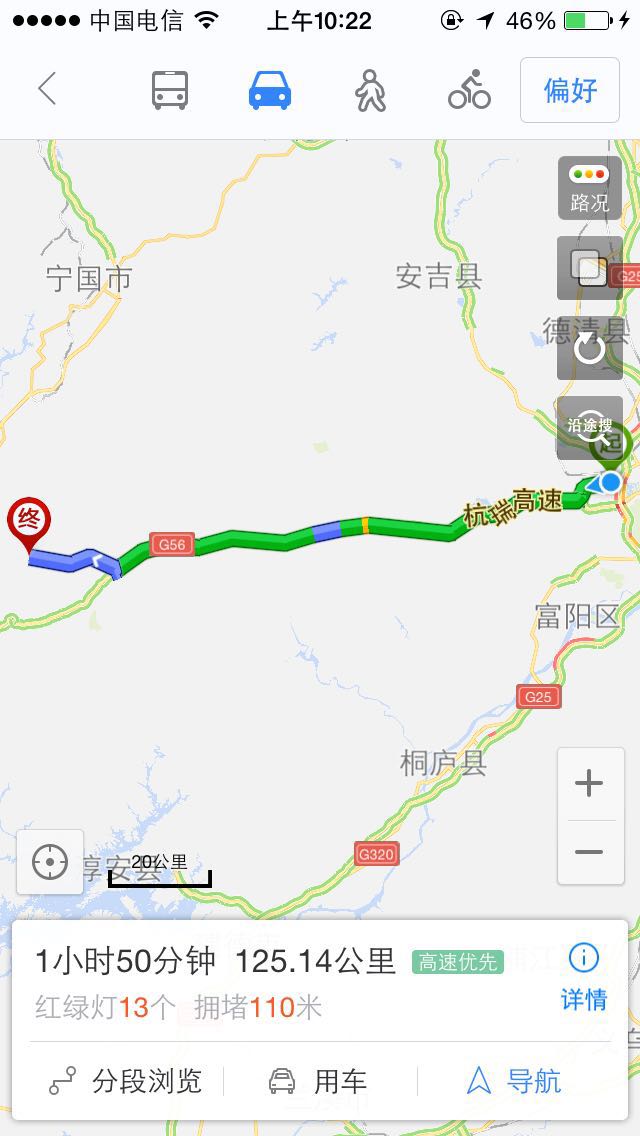 中国电信 上午10:22 46%
偏好
路况
宁国市
安吉县
G25
德清县
沿途搜
起
杭瑞高速
终
G56
富阳区
G25
桐庐县
G320
淳安县
20公里
1小时50分钟 125.14公里 高速优先
红绿灯13个 拥堵110米
详情
分段浏览 用车 导航